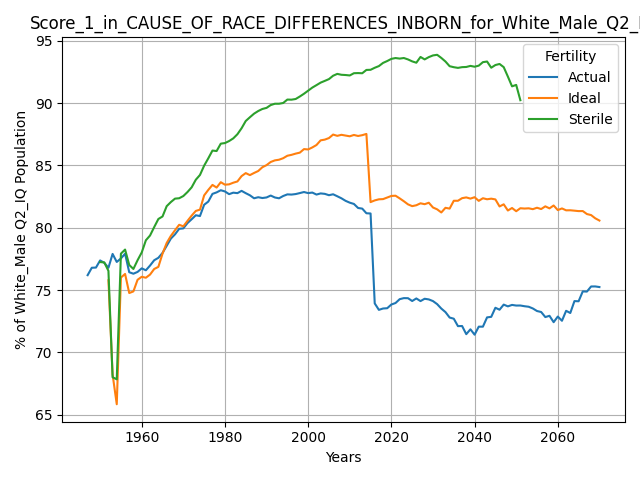 Score_1_in_CAUSE_OF_RACE_DIFFERENCES_INBORN_for_White_Male_Q2_
95
90
85
80
75
70
65
% of White_Male Q2_IQ Population
1960
1980
2000
2020
2040
2060
Years
Fertility
Actual
Ideal
Sterile